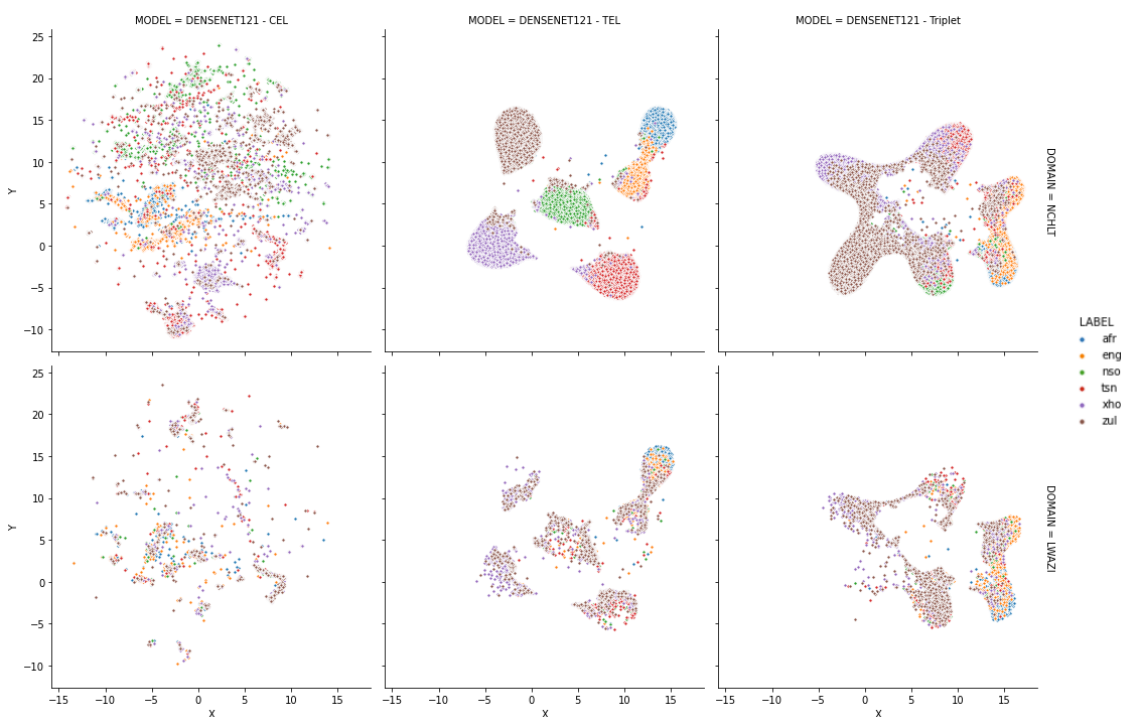 MODEL = DENSENET121 - CEL
MODEL = DENSENET121 - TEL
MODEL = DENSENET121 - Triplet
25
20
15
10
5
0
−5
−10
Y
DOMAIN = NCHLT
LABEL
afr
eng
nso
tsn
xho
zul
25
20
15
10
5
0
−5
−10
Y
DOMAIN = LWAZI
−15 −10 −5 0 5 10 15
−15 −10 −5 0 5 10 15
−15 −10 −5 0 5 10 15
X
X
X